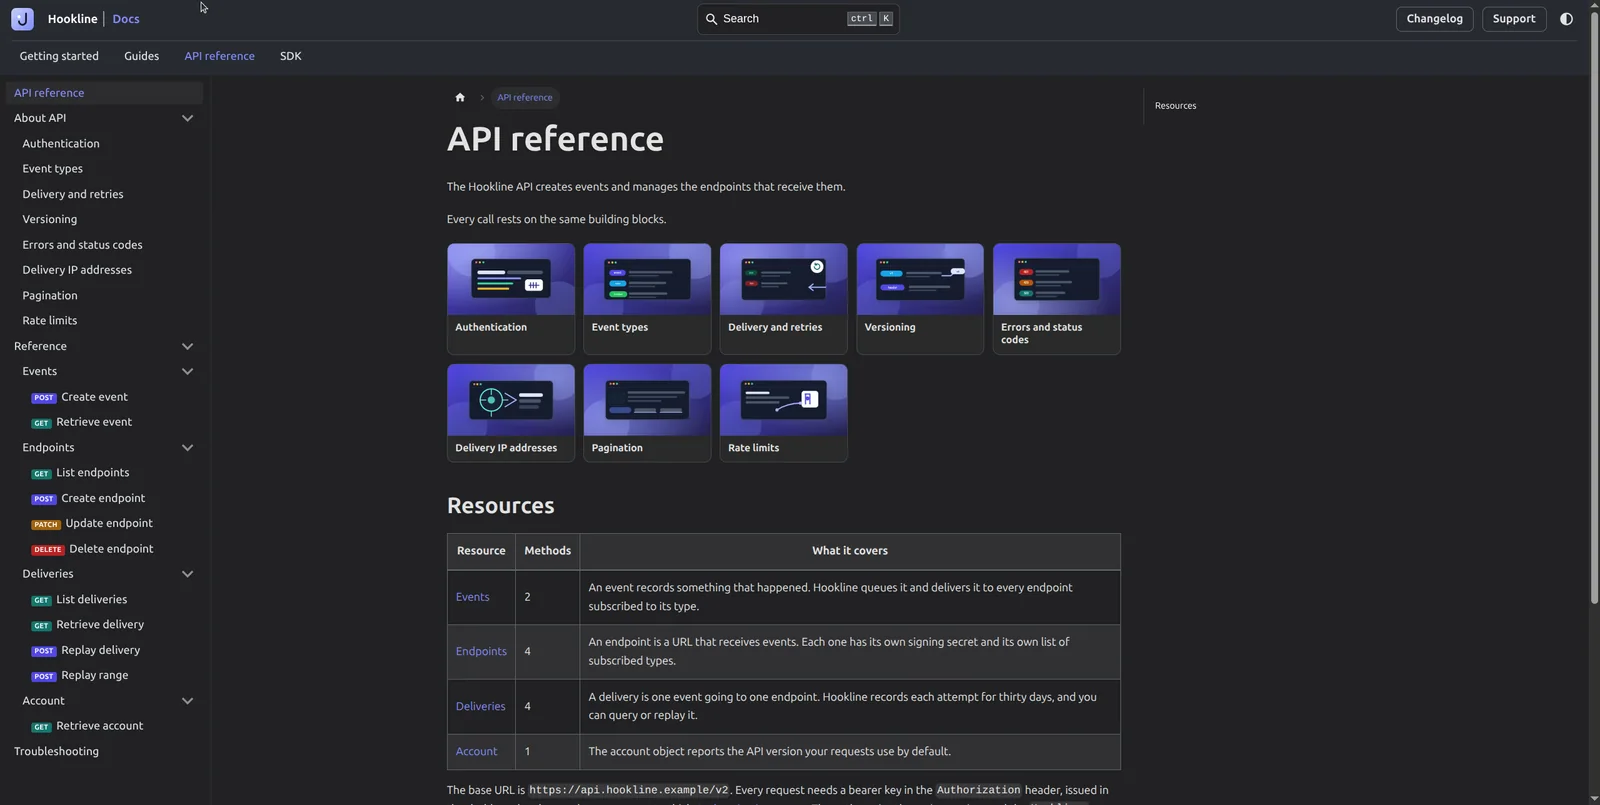 Hookline Docs
Search ctrl K
Changelog Support
Getting started Guides API reference SDK
API reference
About API
Authentication
Event types
Delivery and retries
Versioning
Errors and status codes
Delivery IP addresses
Pagination
Rate limits
Reference
Events
POST Create event
GET Retrieve event
Endpoints
GET List endpoints
POST Create endpoint
PATCH Update endpoint
DELETE Delete endpoint
Deliveries
GET List deliveries
GET Retrieve delivery
POST Replay delivery
POST Replay range
Account
GET Retrieve account
Troubleshooting
API reference
API reference
The Hookline API creates events and manages the endpoints that receive them.
Every call rests on the same building blocks.
Authentication
Event types
Delivery and retries
Versioning
Errors and status
codes
Delivery IP addresses
Pagination
Rate limits
Resources
Resource Methods What it covers
Events 2 An event records something that happened. Hookline queues it and delivers it to every endpoint
subscribed to its type.
Endpoints 4 An endpoint is a URL that receives events. Each one has its own signing secret and its own list of
subscribed types.
Deliveries 4 A delivery is one event going to one endpoint. Hookline records each attempt for thirty days, and you
can query or replay it.
Account 1 The account object reports the API version your requests use by default.
The base URL is https://api.hookline.example/v2. Every request needs a bearer key in the Authorization header, issued in
Resources